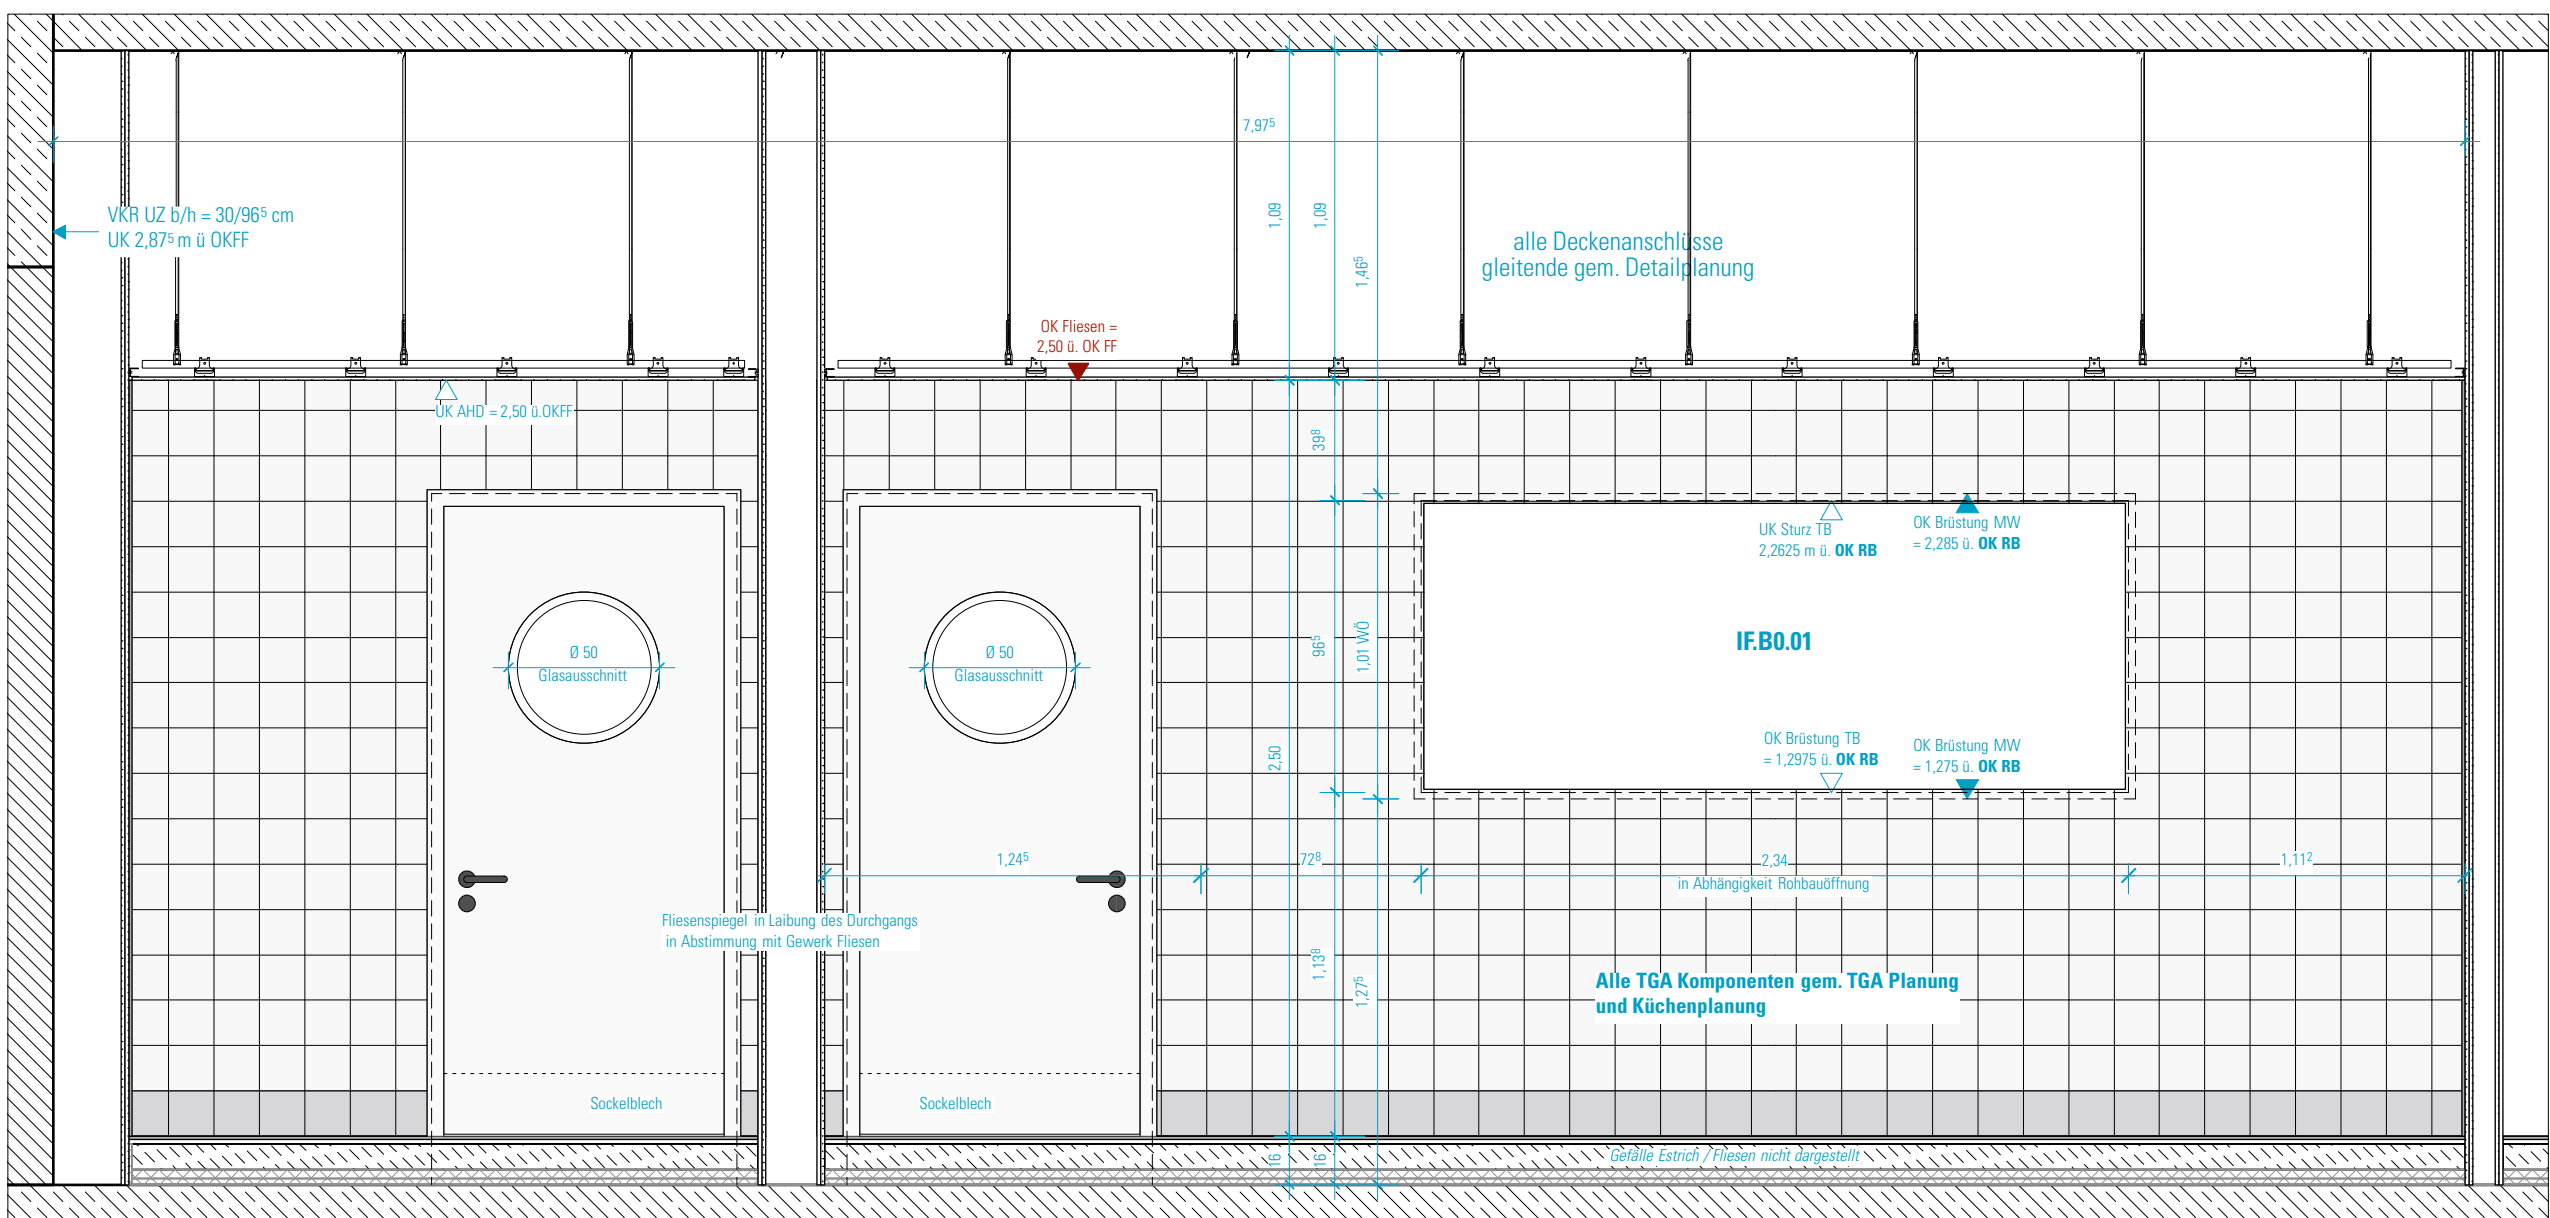 7,97⁵
VKR UZ b/h = 30/96⁵ cm
UK 2,87⁵ m ü OKFF
1,09
1,09
1,46⁵
alle Deckenanschlüsse
gleitende gem. Detailplanung
OK Fliesen =
2,50 ü. OK FF
UK AHD = 2,50 ü.OKFF
39⁸
UK Sturz TB
2,2625 m ü. OK RB
OK Brüstung MW
= 2,285 ü. OK RB
Ø 50
Glasausschnitt
Ø 50
Glasausschnitt
96⁵
1,01 WÖ
IF.B0.01
2,50
OK Brüstung TB
= 1,2975 ü. OK RB
OK Brüstung MW
= 1,275 ü. OK RB
1,24⁵
72⁸
2,34
in Abhängigkeit Rohbauöffnung
1,11²
Fliesenspiegel in Laibung des Durchgangs
in Abstimmung mit Gewerk Fliesen
1,13⁸
1,27⁵
Alle TGA Komponenten gem. TGA Planung
und Küchenplanung
Sockelblech
Sockelblech
16
16
Gefälle Estrich / Fliesen nicht dargestellt